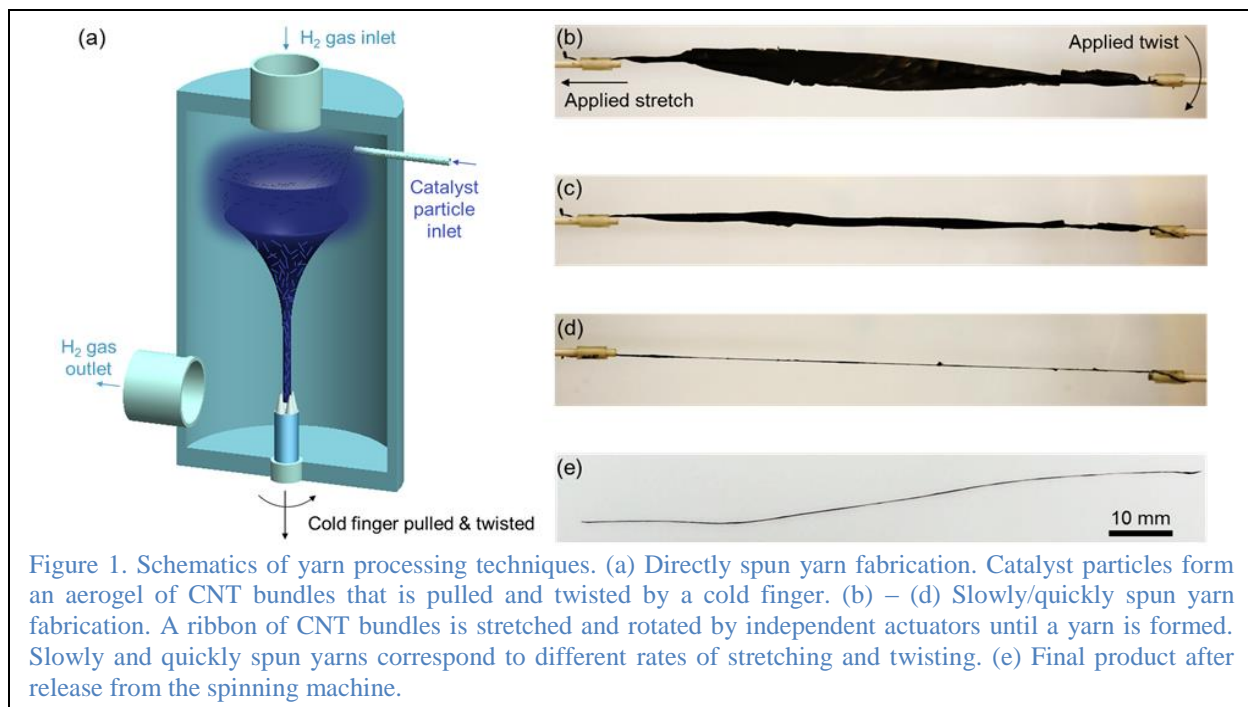 (a)
H₂ gas inlet
Catalyst
particle
inlet
H₂ gas
outlet
Cold finger pulled & twisted
(b)
Applied twist
Applied stretch
(c)
(d)
(e)
10 mm
Figure 1. Schematics of yarn processing techniques. (a) Directly spun yarn fabrication. Catalyst particles form
an aerogel of CNT bundles that is pulled and twisted by a cold finger. (b) – (d) Slowly/quickly spun yarn
fabrication. A ribbon of CNT bundles is stretched and rotated by independent actuators until a yarn is formed.
Slowly and quickly spun yarns correspond to different rates of stretching and twisting. (e) Final product after
release from the spinning machine.